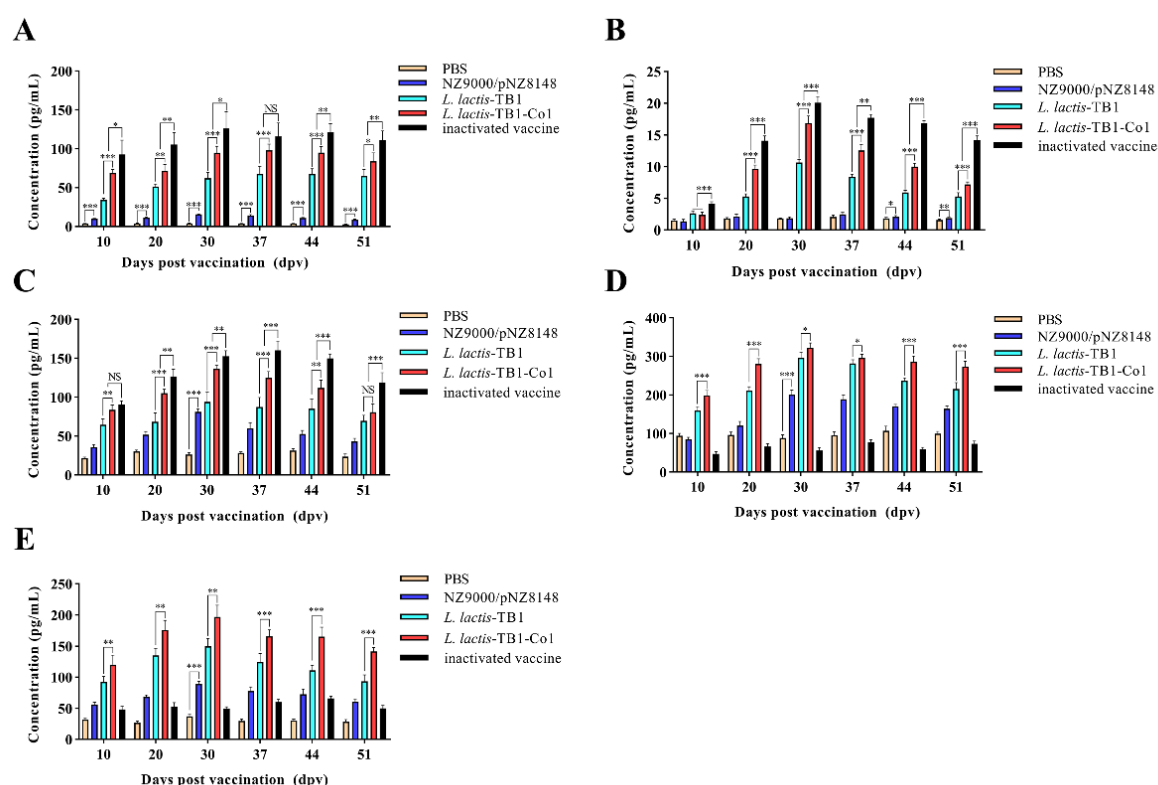 A
Concentration (pg/mL)
200
150
100
50
0
* ** * NS ** **
*** ** *** *** *** *
*** *** *** *** *** ***
10 20 30 37 44 51
Days post vaccination (dpv)
PBS
NZ9000/pNZ8148
L. lactis-TB1
L. lactis-TB1-Co1
inactivated vaccine
B
Concentration (pg/mL)
25
20
15
10
5
0
*** *** *** ** *** ***
*** *** *** *** ***
* **
10 20 30 37 44 51
Days post vaccination (dpv)
PBS
NZ9000/pNZ8148
L. lactis-TB1
L. lactis-TB1-Co1
inactivated vaccine
C
Concentration (pg/mL)
200
150
100
50
0
NS ** ** *** *** ***
** *** *** *** ** NS
***
10 20 30 37 44 51
Days post vaccination (dpv)
PBS
NZ9000/pNZ8148
L. lactis-TB1
L. lactis-TB1-Co1
inactivated vaccine
D
Concentration (pg/mL)
400
300
200
100
0
*** *** * * *** ***
***
10 20 30 37 44 51
Days post vaccination (dpv)
PBS
NZ9000/pNZ8148
L. lactis-TB1
L. lactis-TB1-Co1
inactivated vaccine
E
Concentration (pg/mL)
250
200
150
100
50
0
** ** ** *** *** ***
***
10 20 30 37 44 51
Days post vaccination (dpv)
PBS
NZ9000/pNZ8148
L. lactis-TB1
L. lactis-TB1-Co1
inactivated vaccine